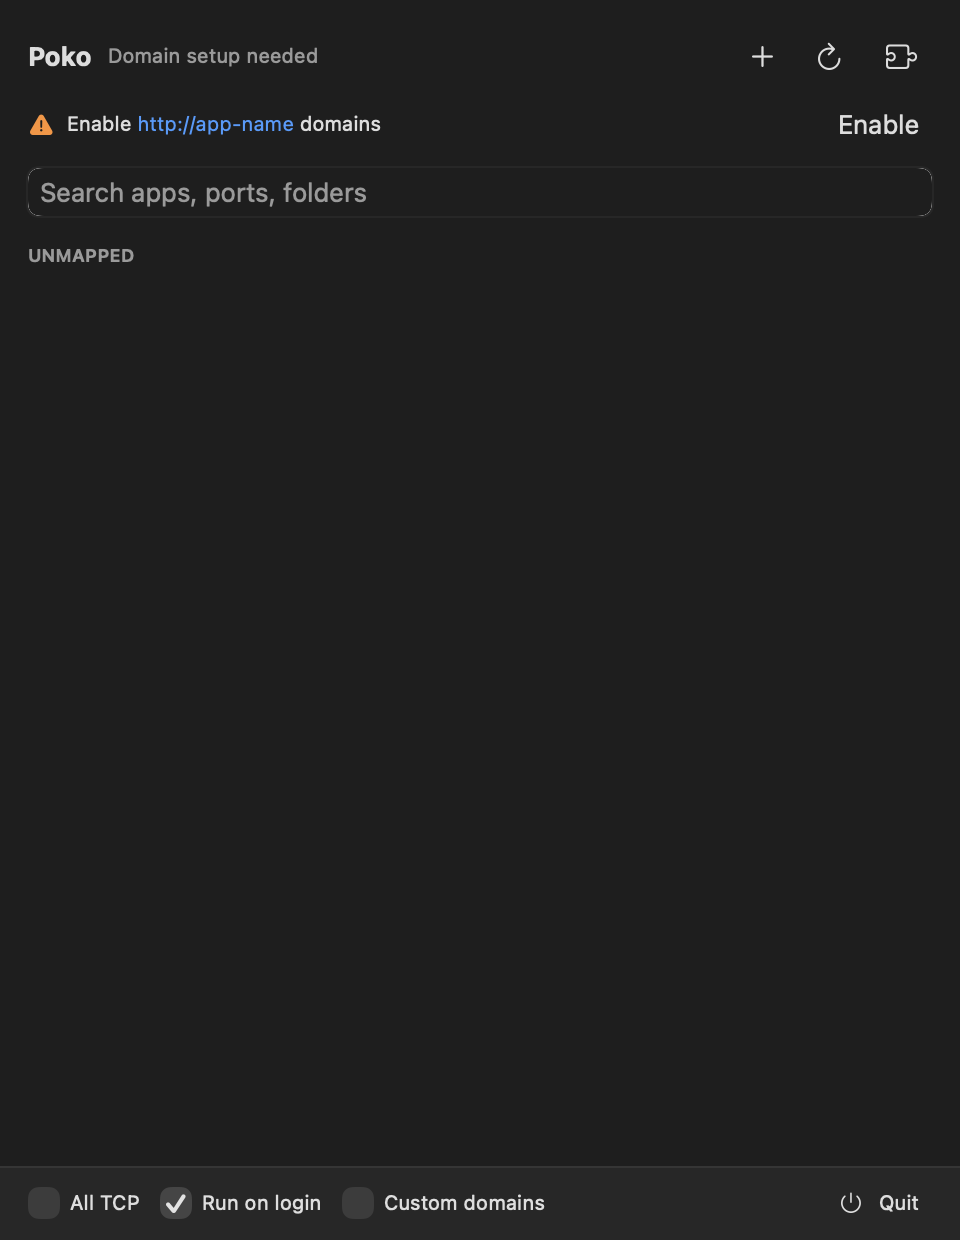 Poko Domain setup needed
Enable http://app-name domains Enable
Search apps, ports, folders
UNMAPPED
All TCP Run on login Custom domains Quit